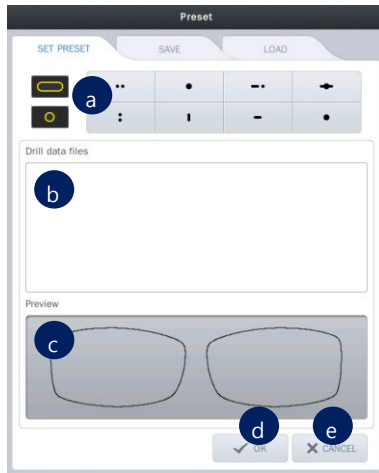 Preset
SET PRESET SAVE LOAD
a
Drill data files
b
Preview
c
d e
OK CANCEL